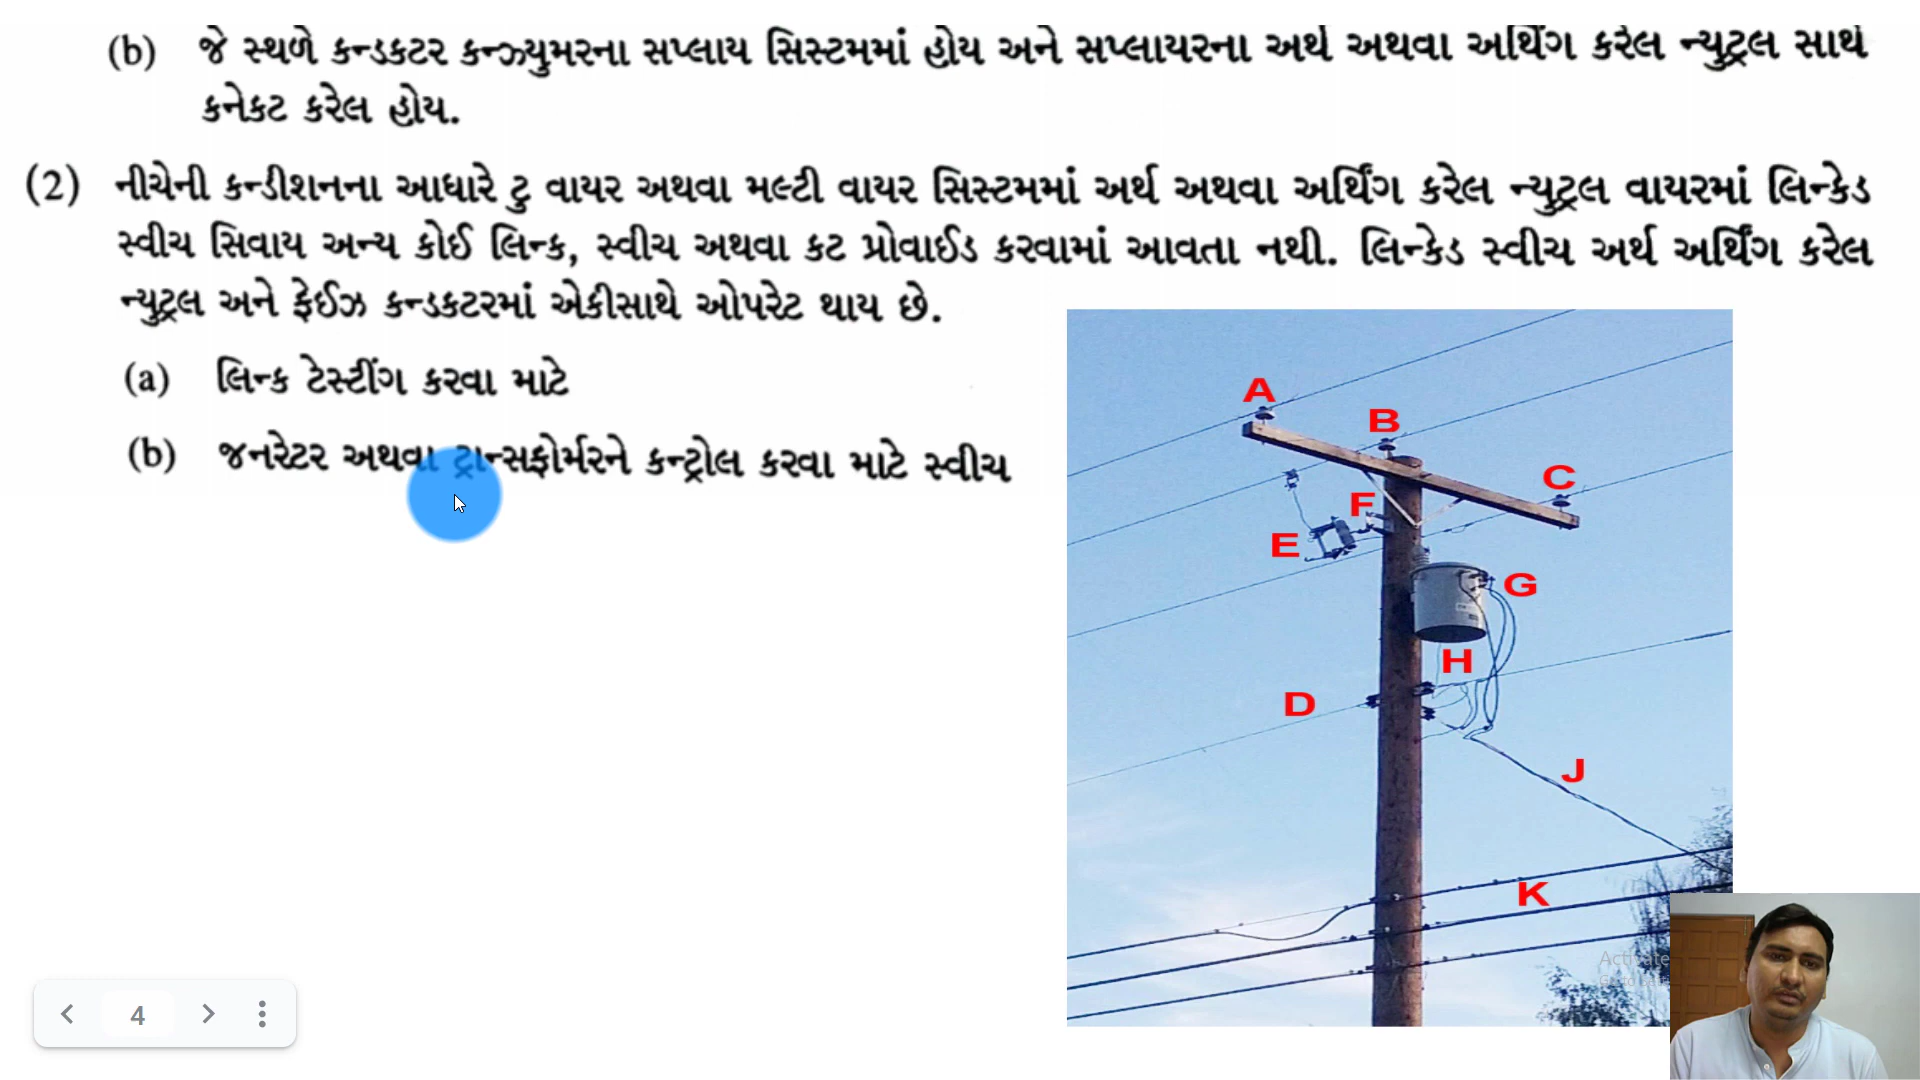 (b) જે સ્થળે કન્ડકટર કન્ઝ્યુમરના સપ્લાય સિસ્ટમમાં હોય અને સપ્લાયરના અર્થ અથવા અર્થિંગ કરેલ ન્યુટ્રલ સાથે
કનેકટ કરેલ હોય.
(2) નીચેની કન્ડીશનના આધારે ટુ વાયર અથવા મલ્ટી વાયર સિસ્ટમમાં અર્થ અથવા અર્થિંગ કરેલ ન્યુટ્રલ વાયરમાં લિન્કેડ
સ્વીચ સિવાય અન્ય કોઈ લિન્ક, સ્વીચ અથવા કટ પ્રોવાઈડ કરવામાં આવતા નથી. લિન્કેડ સ્વીચ અર્થ અર્થિંગ કરેલ
ન્યુટ્રલ અને ફેઈઝ કન્ડકટરમાં એકીસાથે ઓપરેટ થાય છે.
(a) લિન્ક ટેસ્ટીંગ કરવા માટે
(b) જનરેટર અથવા ટ્રાન્સફોર્મરને કન્ટ્રોલ કરવા માટે સ્વીચ
A
B
C
F
E
G
H
D
J
K
Activate
4